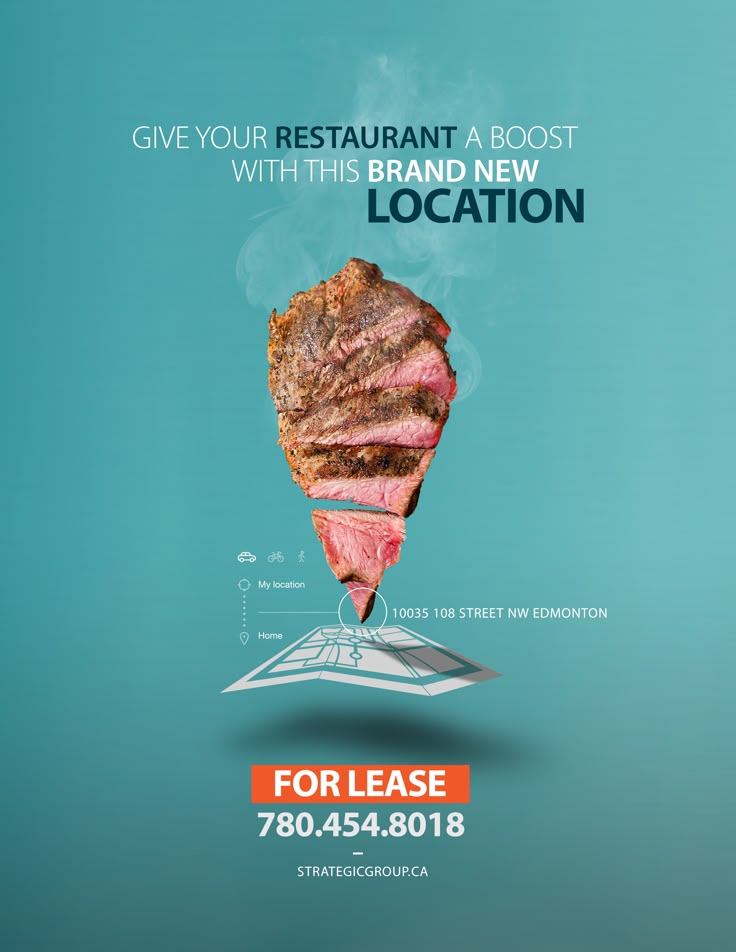 GIVE YOUR RESTAURANT A BOOST
WITH THIS BRAND NEW
LOCATION
My location
10035 108 STREET NW EDMONTON
Home
FOR LEASE
780.454.8018
STRATEGICGROUP.CA